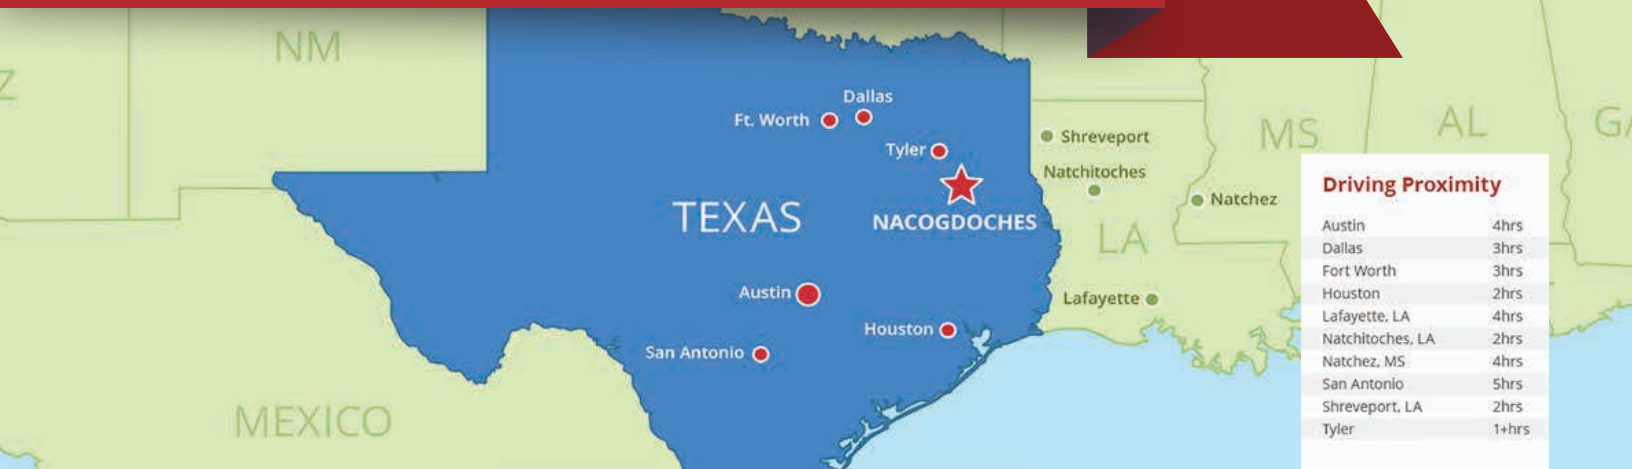 NM
Z
MS
AL
GA
Dallas
Ft. Worth
Tyler
NACOGDOCHES
TEXAS
Austin
Houston
San Antonio
MEXICO
Shreveport
Natchitoches
Natchez
LA
Lafayette
Driving Proximity
Austin 4hrs
Dallas 3hrs
Fort Worth 3hrs
Houston 2hrs
Lafayette, LA 4hrs
Natchitoches, LA 2hrs
Natchez, MS 4hrs
San Antonio 5hrs
Shreveport, LA 2hrs
Tyler 1+hrs